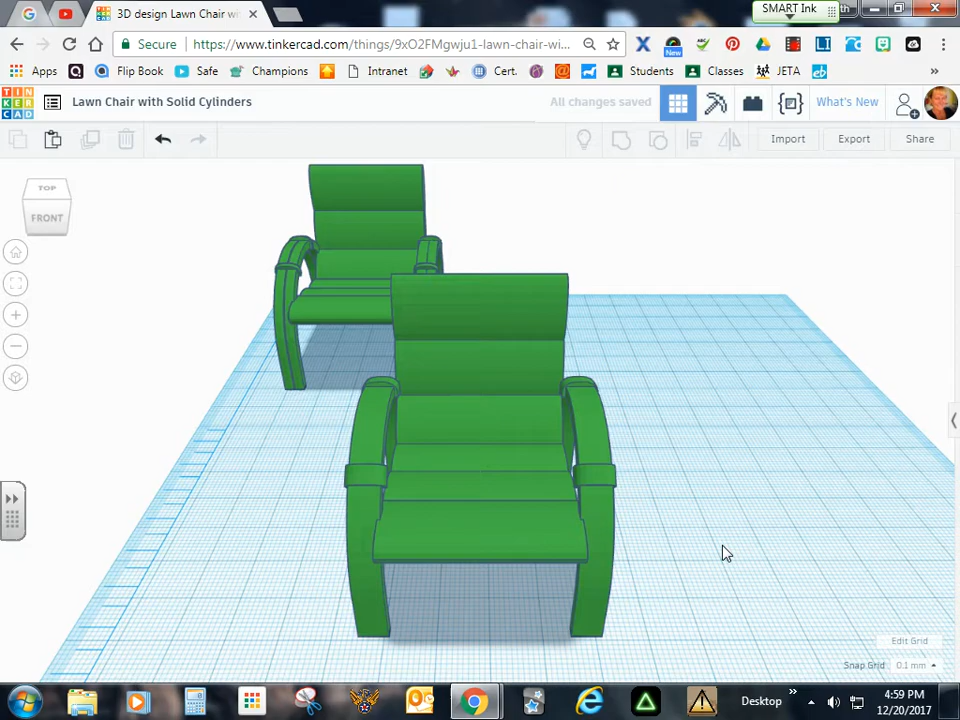 3D design Lawn Chair wi
SMART Ink
th
Secure
https://www.tinkercad.com/things/9xO2FMgwju1-lawn-chair-wi...
New
Apps
Flip Book
Safe
Champions
Intranet
Cert.
Students
Classes
JETA
»
TIN
KER
CAD
Lawn Chair with Solid Cylinders
All changes saved
What's New
Import
Export
Share
TOP
FRONT
Edit Grid
Snap Grid 0.1 mm
Desktop
»
4:59 PM
12/20/2017